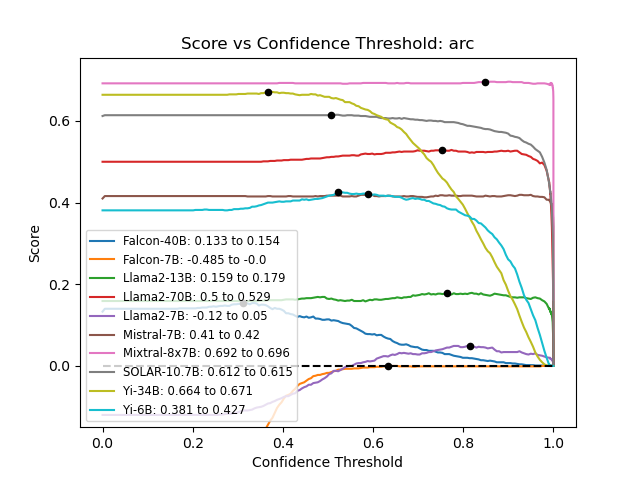 Score vs Confidence Threshold: arc
Score
0.6
0.4
0.2
0.0
Falcon-40B: 0.133 to 0.154
Falcon-7B: -0.485 to -0.0
Llama2-13B: 0.159 to 0.179
Llama2-70B: 0.5 to 0.529
Llama2-7B: -0.12 to 0.05
Mistral-7B: 0.41 to 0.42
Mixtral-8x7B: 0.692 to 0.696
SOLAR-10.7B: 0.612 to 0.615
Yi-34B: 0.664 to 0.671
Yi-6B: 0.381 to 0.427
0.0 0.2 0.4 0.6 0.8 1.0
Confidence Threshold